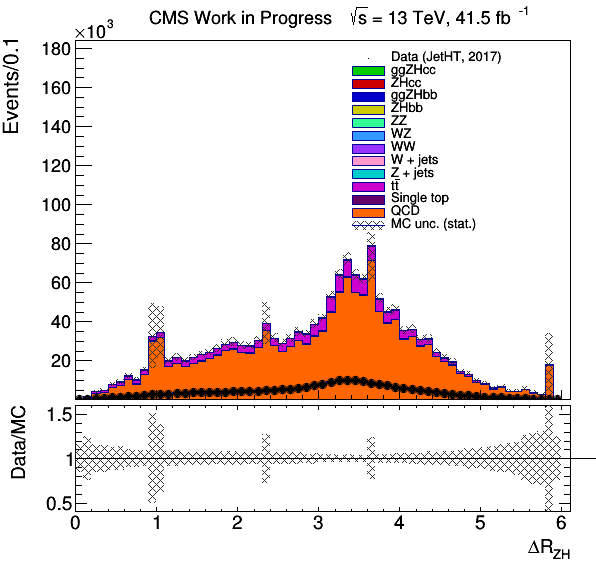 CMS Work in Progress √s = 13 TeV, 41.5 fb⁻¹
×10³
Events/0.1
180
160
140
120
100
80
60
40
20
Data (JetHT, 2017)
ggZHcc
ZHcc
ggZHbb
ZHbb
ZZ
WZ
WW
W + jets
Z + jets
tt̄
Single top
QCD
MC unc. (stat.)
Data/MC
1.5
1
0.5
0 1 2 3 4 5 6
ΔR_ZH